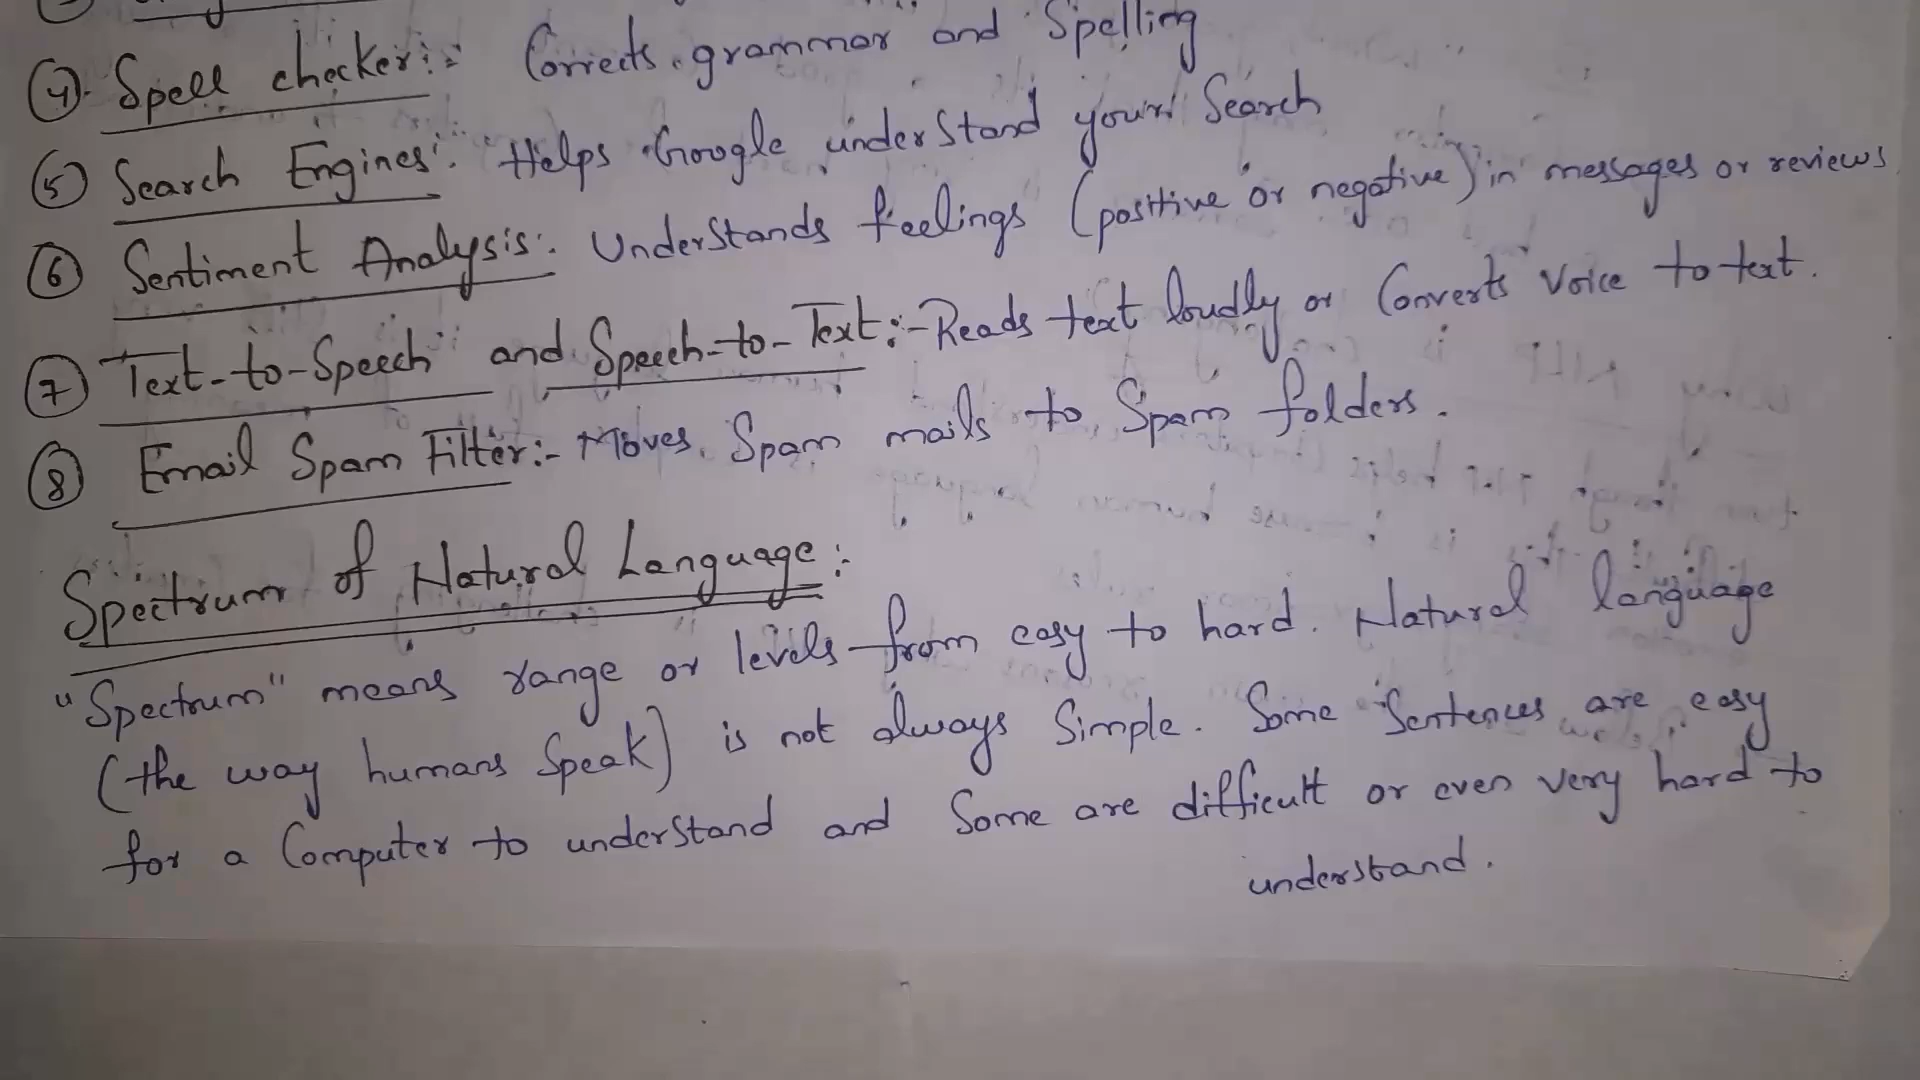 ④. Spell checker:- Corrects grammar and Spelling
⑤ Search Engines:- Helps Google understand your Search
⑥ Sentiment Analysis:- Understands feelings (positive or negative) in messages or reviews
⑦ Text-to-Speech and Speech-to-Text:- Reads text loudly or Converts Voice to text.
⑧ Email Spam Filter:- Moves Spam mails to Spam folders.
Spectrum of Natural Language:-
"Spectrum" means range or levels from easy to hard. Natural language
(the way humans Speak) is not always Simple. Some Sentences are easy
for a Computer to understand and Some are difficult or even very hard to
understand.